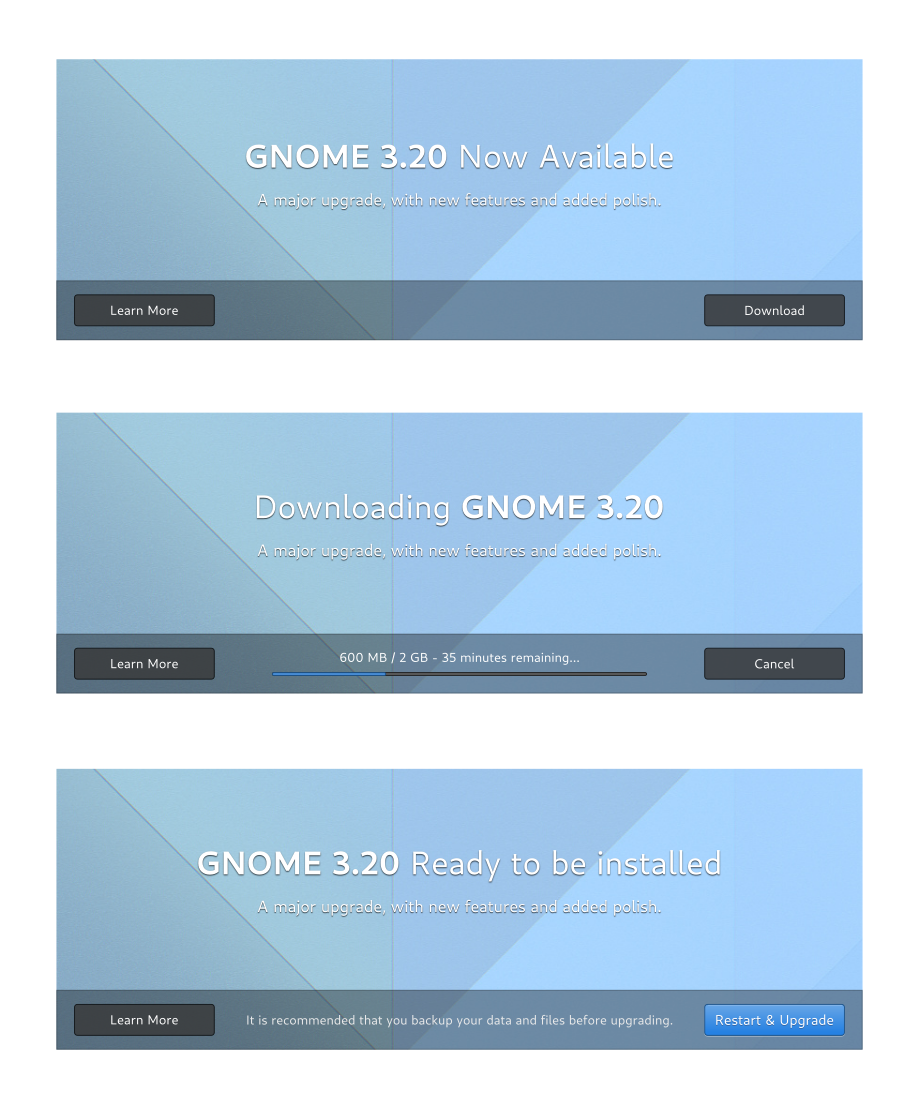 GNOME 3.20 Now Available
A major upgrade, with new features and added polish.
Learn More
Download
Downloading GNOME 3.20
A major upgrade, with new features and added polish.
Learn More
600 MB / 2 GB - 35 minutes remaining...
Cancel
GNOME 3.20 Ready to be installed
A major upgrade, with new features and added polish.
Learn More
It is recommended that you backup your data and files before upgrading.
Restart & Upgrade